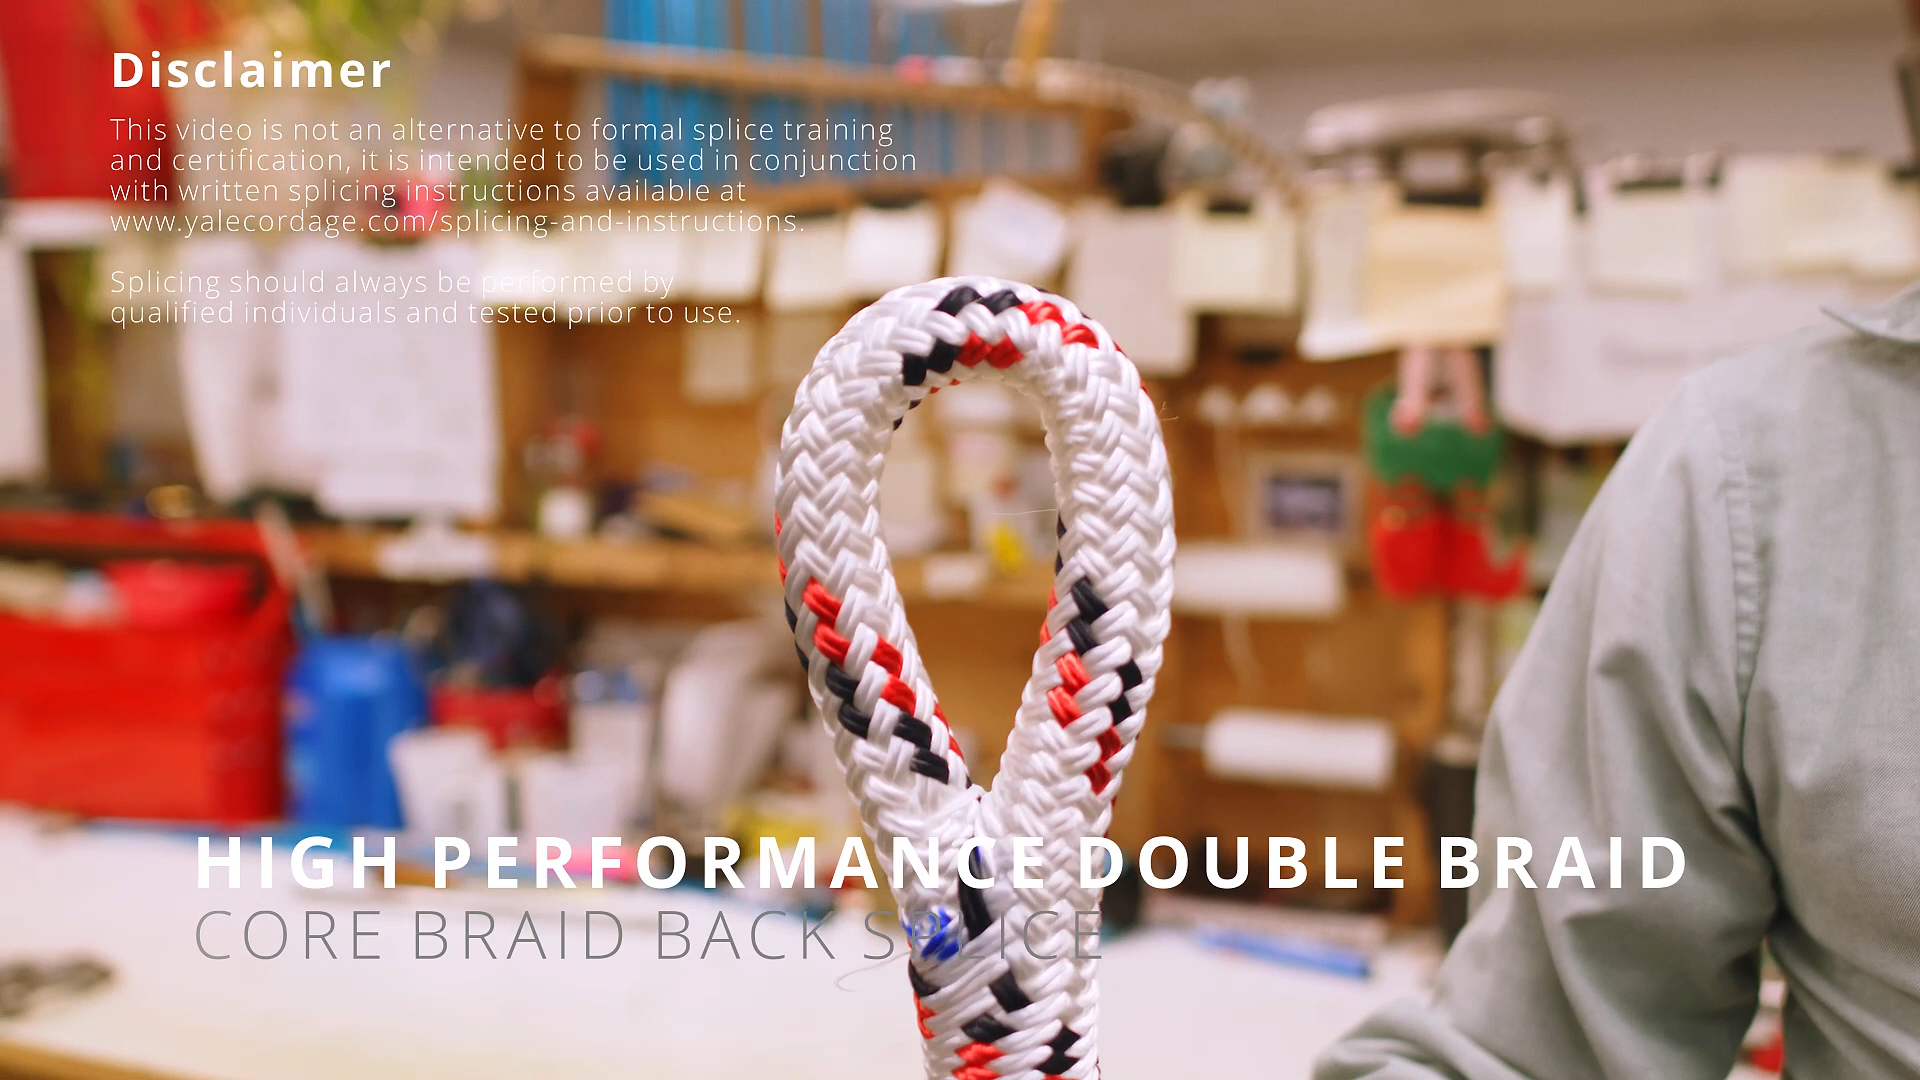 Disclaimer
This video is not an alternative to formal splice training
and certification, it is intended to be used in conjunction
with written splicing instructions available at
www.yalecordage.com/splicing-and-instructions.
Splicing should always be performed by
qualified individuals and tested prior to use.
HIGH PERFORMANCE DOUBLE BRAID
CORE BRAID BACK SPLICE